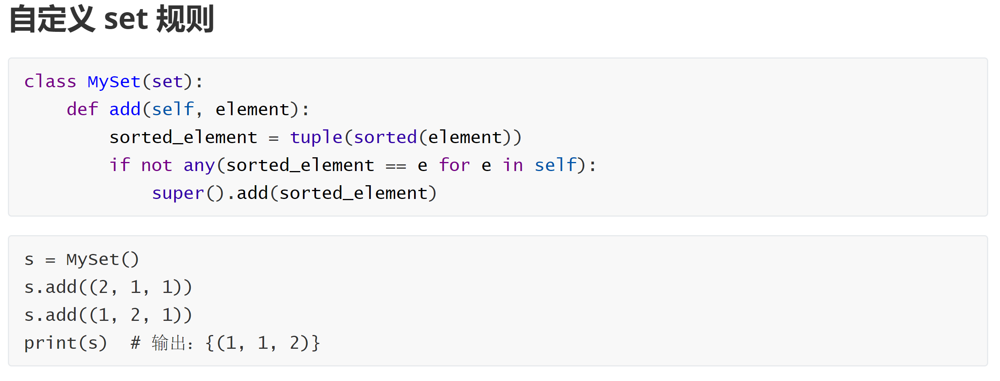 自定义 set 规则
class MySet(set):
    def add(self, element):
        sorted_element = tuple(sorted(element))
        if not any(sorted_element == e for e in self):
            super().add(sorted_element)
s = MySet()
s.add((2, 1, 1))
s.add((1, 2, 1))
print(s)  # 输出：{(1, 1, 2)}